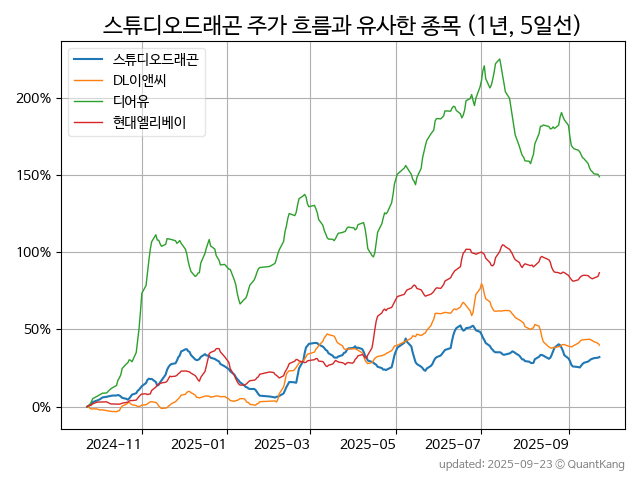 스튜디오드래곤 주가 흐름과 유사한 종목 (1년, 5일선)
스튜디오드래곤
DL이앤씨
디어유
현대엘리베이
200%
150%
100%
50%
0%
2024-11 2025-01 2025-03 2025-05 2025-07 2025-09
updated: 2025-09-23 © QuantKang